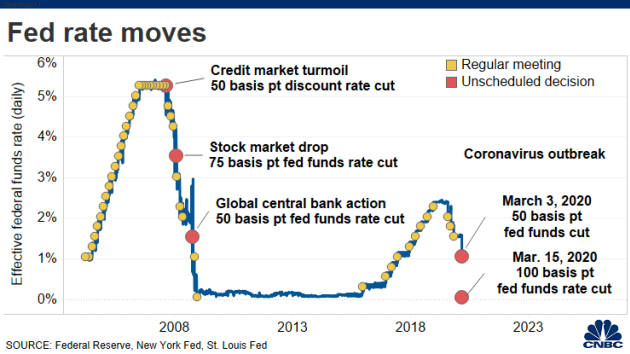 Fed rate moves
6%
5%
4%
3%
2%
1%
0%
Effective federal funds rate (daily)
Regular meeting
Unscheduled decision
Credit market turmoil
50 basis pt discount rate cut
Stock market drop
75 basis pt fed funds rate cut
Global central bank action
50 basis pt fed funds rate cut
Coronavirus outbreak
March 3, 2020
50 basis pt
fed funds cut
Mar. 15, 2020
100 basis pt
fed funds rate cut
2008
2013
2018
2023
SOURCE: Federal Reserve, New York Fed, St. Louis Fed
CNBC